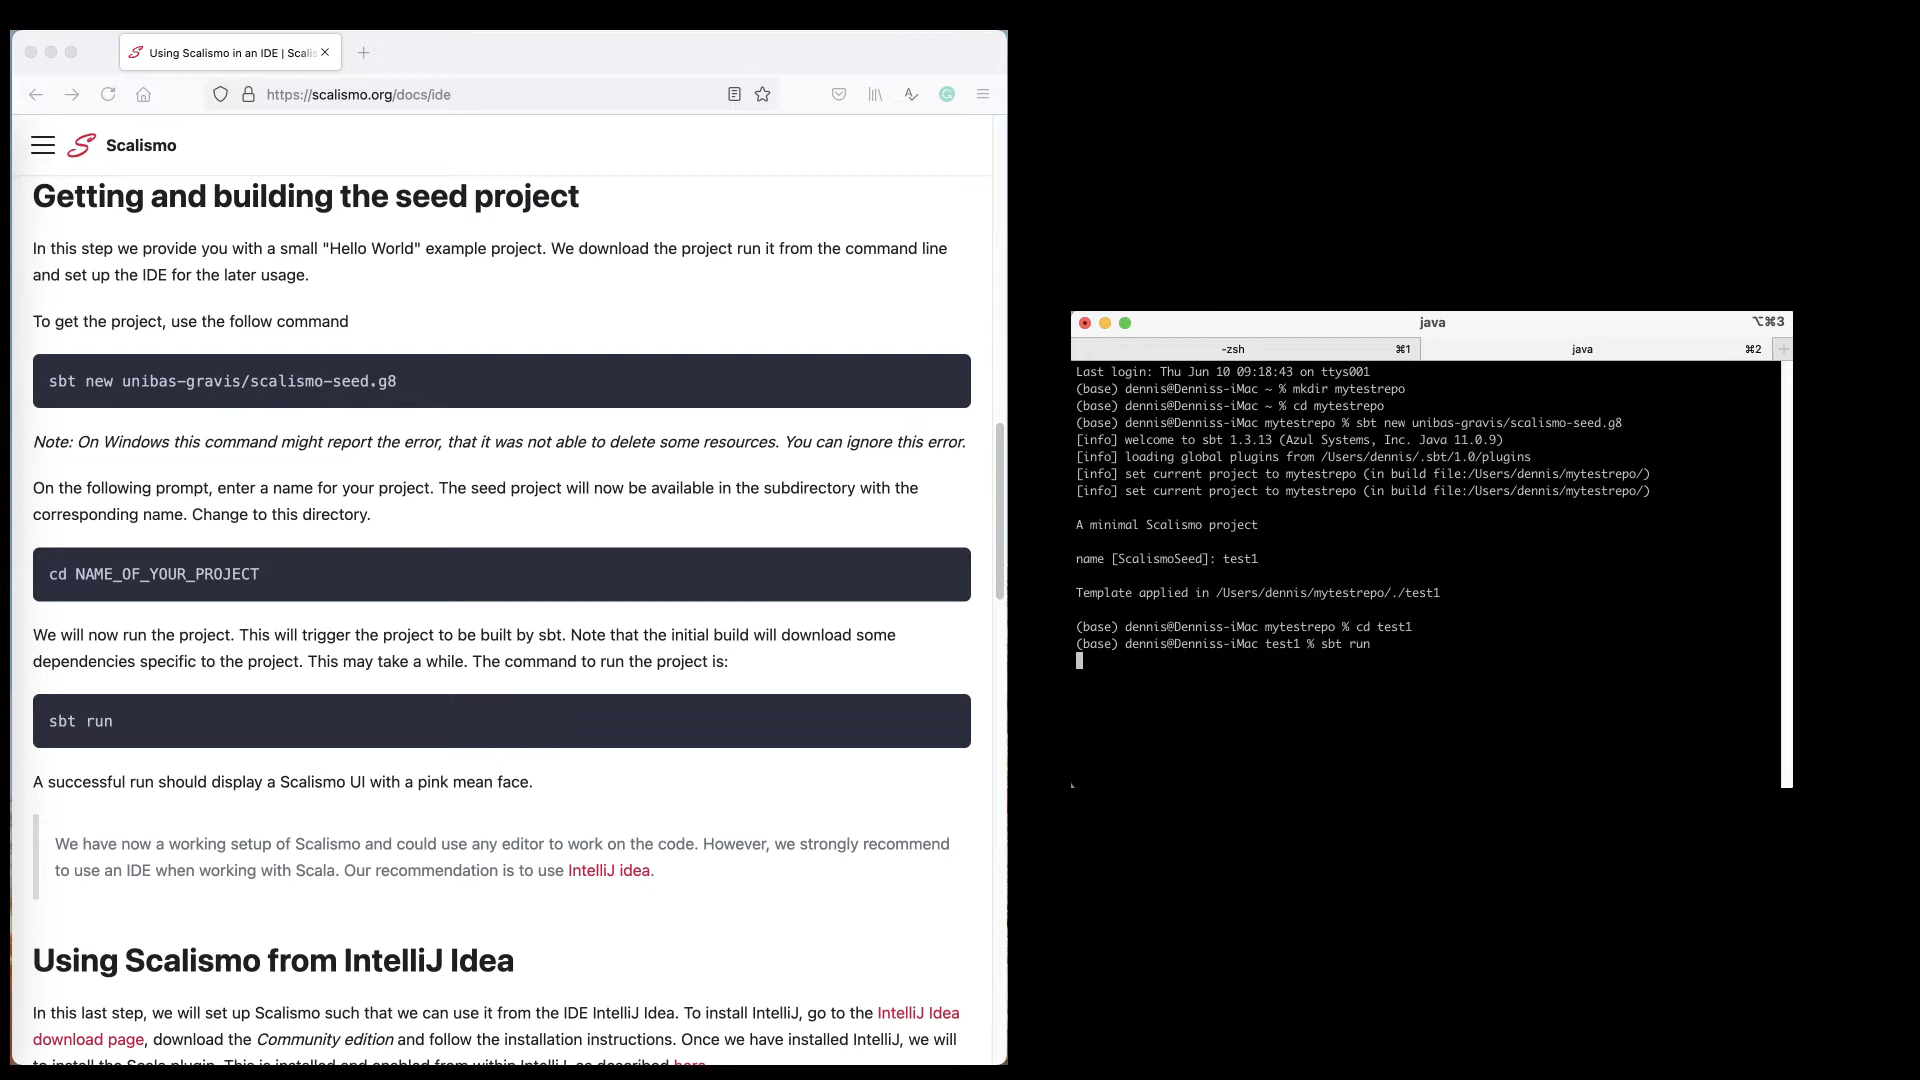 Using Scalismo in an IDE | Scalis
https://scalismo.org/docs/ide
Scalismo
Getting and building the seed project
In this step we provide you with a small "Hello World" example project. We download the project run it from the command line
and set up the IDE for the later usage.
To get the project, use the follow command
sbt new unibas-gravis/scalismo-seed.g8
Note: On Windows this command might report the error, that it was not able to delete some resources. You can ignore this error.
On the following prompt, enter a name for your project. The seed project will now be available in the subdirectory with the
corresponding name. Change to this directory.
cd NAME_OF_YOUR_PROJECT
We will now run the project. This will trigger the project to be built by sbt. Note that the initial build will download some
dependencies specific to the project. This may take a while. The command to run the project is:
sbt run
A successful run should display a Scalismo UI with a pink mean face.
We have now a working setup of Scalismo and could use any editor to work on the code. However, we strongly recommend
to use an IDE when working with Scala. Our recommendation is to use IntelliJ idea.
Using Scalismo from IntelliJ Idea
In this last step, we will set up Scalismo such that we can use it from the IDE IntelliJ Idea. To install IntelliJ, go to the IntelliJ Idea
download page, download the Community edition and follow the installation instructions. Once we have installed IntelliJ, we will
to install the Scala plugin. This is installed and enabled from within IntelliJ, as described here.
java ⌥⌘3
-zsh ⌘1 java ⌘2
Last login: Thu Jun 10 09:18:43 on ttys001
(base) dennis@Denniss-iMac ~ % mkdir mytestrepo
(base) dennis@Denniss-iMac ~ % cd mytestrepo
(base) dennis@Denniss-iMac mytestrepo % sbt new unibas-gravis/scalismo-seed.g8
[info] welcome to sbt 1.3.13 (Azul Systems, Inc. Java 11.0.9)
[info] loading global plugins from /Users/dennis/.sbt/1.0/plugins
[info] set current project to mytestrepo (in build file:/Users/dennis/mytestrepo/)
[info] set current project to mytestrepo (in build file:/Users/dennis/mytestrepo/)
A minimal Scalismo project
name [ScalismoSeed]: test1
Template applied in /Users/dennis/mytestrepo/./test1
(base) dennis@Denniss-iMac mytestrepo % cd test1
(base) dennis@Denniss-iMac test1 % sbt run